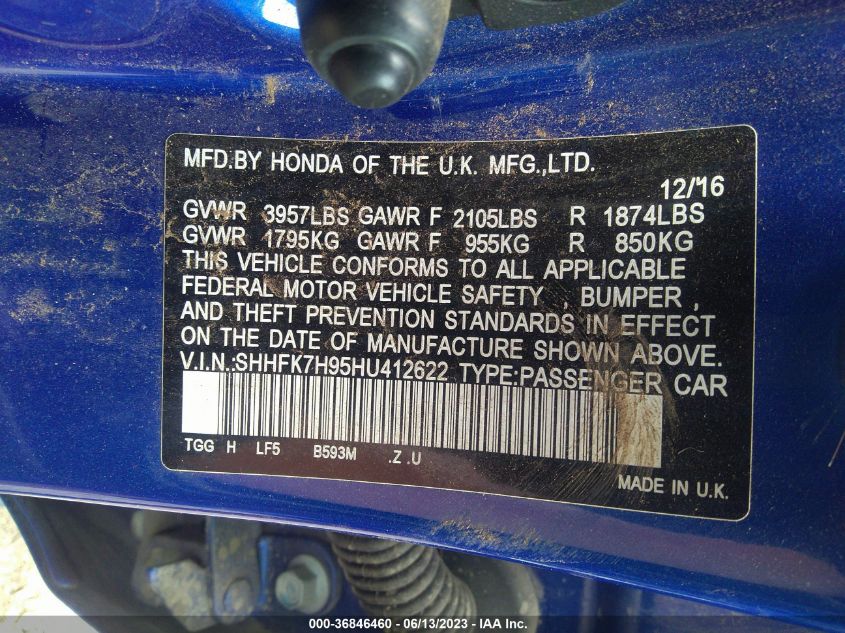 MFD.BY HONDA OF THE U.K. MFG.,LTD.
12/16
GVWR 3957LBS GAWR F 2105LBS R 1874LBS
GVWR 1795KG GAWR F 955KG R 850KG
THIS VEHICLE CONFORMS TO ALL APPLICABLE
FEDERAL MOTOR VEHICLE SAFETY , BUMPER ,
AND THEFT PREVENTION STANDARDS IN EFFECT
ON THE DATE OF MANUFACTURE SHOWN ABOVE.
V.I.N.:SHHFK7H95HU412622 TYPE:PASSENGER CAR
TGG H LF5 B593M .Z .U
MADE IN U.K.
000-36846460 - 06/13/2023 - IAA Inc.